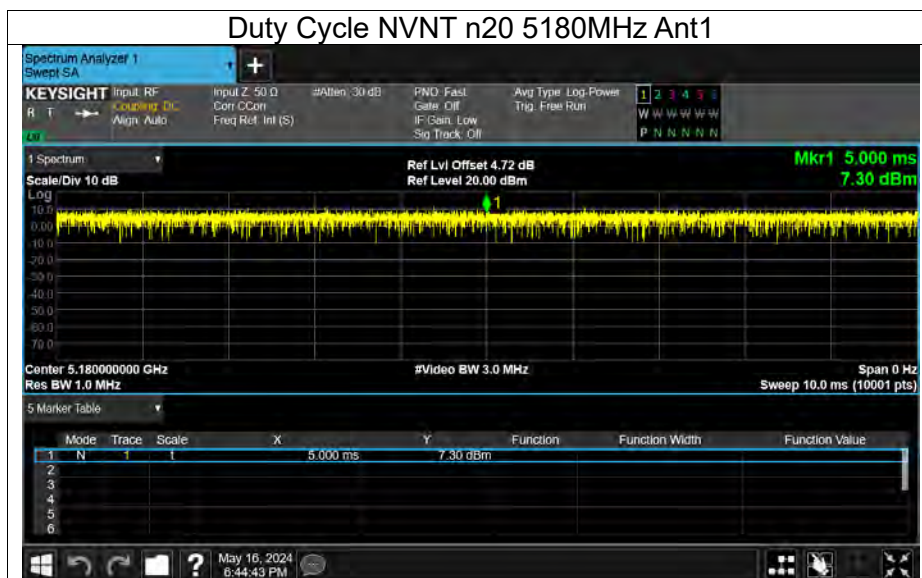 Duty Cycle NVNT n20 5180MHz Ant1
Spectrum Analyzer 1
Swept SA
+
KEYSIGHT Input: RF Input Z: 50 Ω #Atten: 30 dB PNO: Fast Avg Type: Log-Power 1 2 3 4 5 6
R T Coupling: DC Corr CCorr Gate: Off Trig: Free Run W W W W W W
Align: Auto Freq Ref: Int (S) IF Gain: Low
Sig Track: Off P N N N N N
1 Spectrum Ref Lvl Offset 4.72 dB Mkr1 5.000 ms
Scale/Div 10 dB Ref Level 20.00 dBm 7.30 dBm
Log
1
10.0
0.00
-10.0
-20.0
-30.0
-40.0
-50.0
-60.0
-70.0
Center 5.180000000 GHz #Video BW 3.0 MHz Span 0 Hz
Res BW 1.0 MHz Sweep 10.0 ms (10001 pts)
5 Marker Table
Mode Trace Scale X Y Function Function Width Function Value
1 N 1 t 5.000 ms 7.30 dBm
2
3
4
5
6
? May 16, 2024
6:44:43 PM